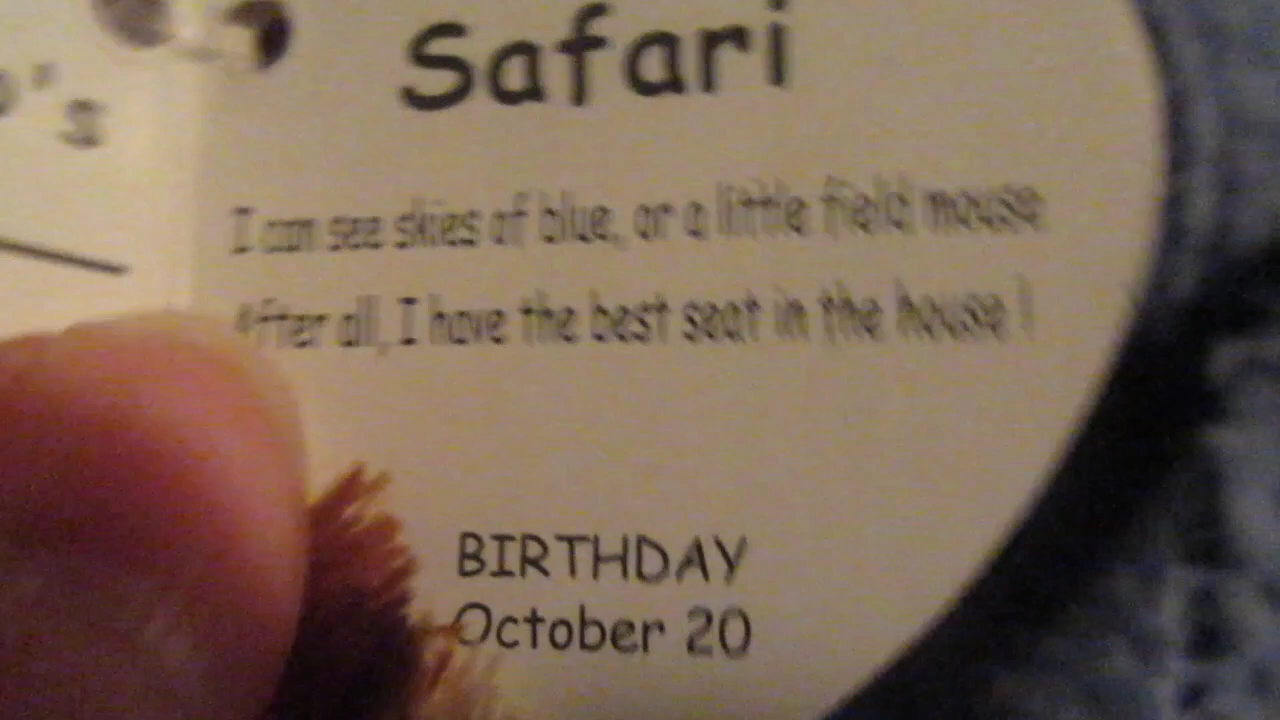 Safari
I can see skies of blue, or a little field mouse
After all, I have the best seat in the house !
BIRTHDAY
October 20